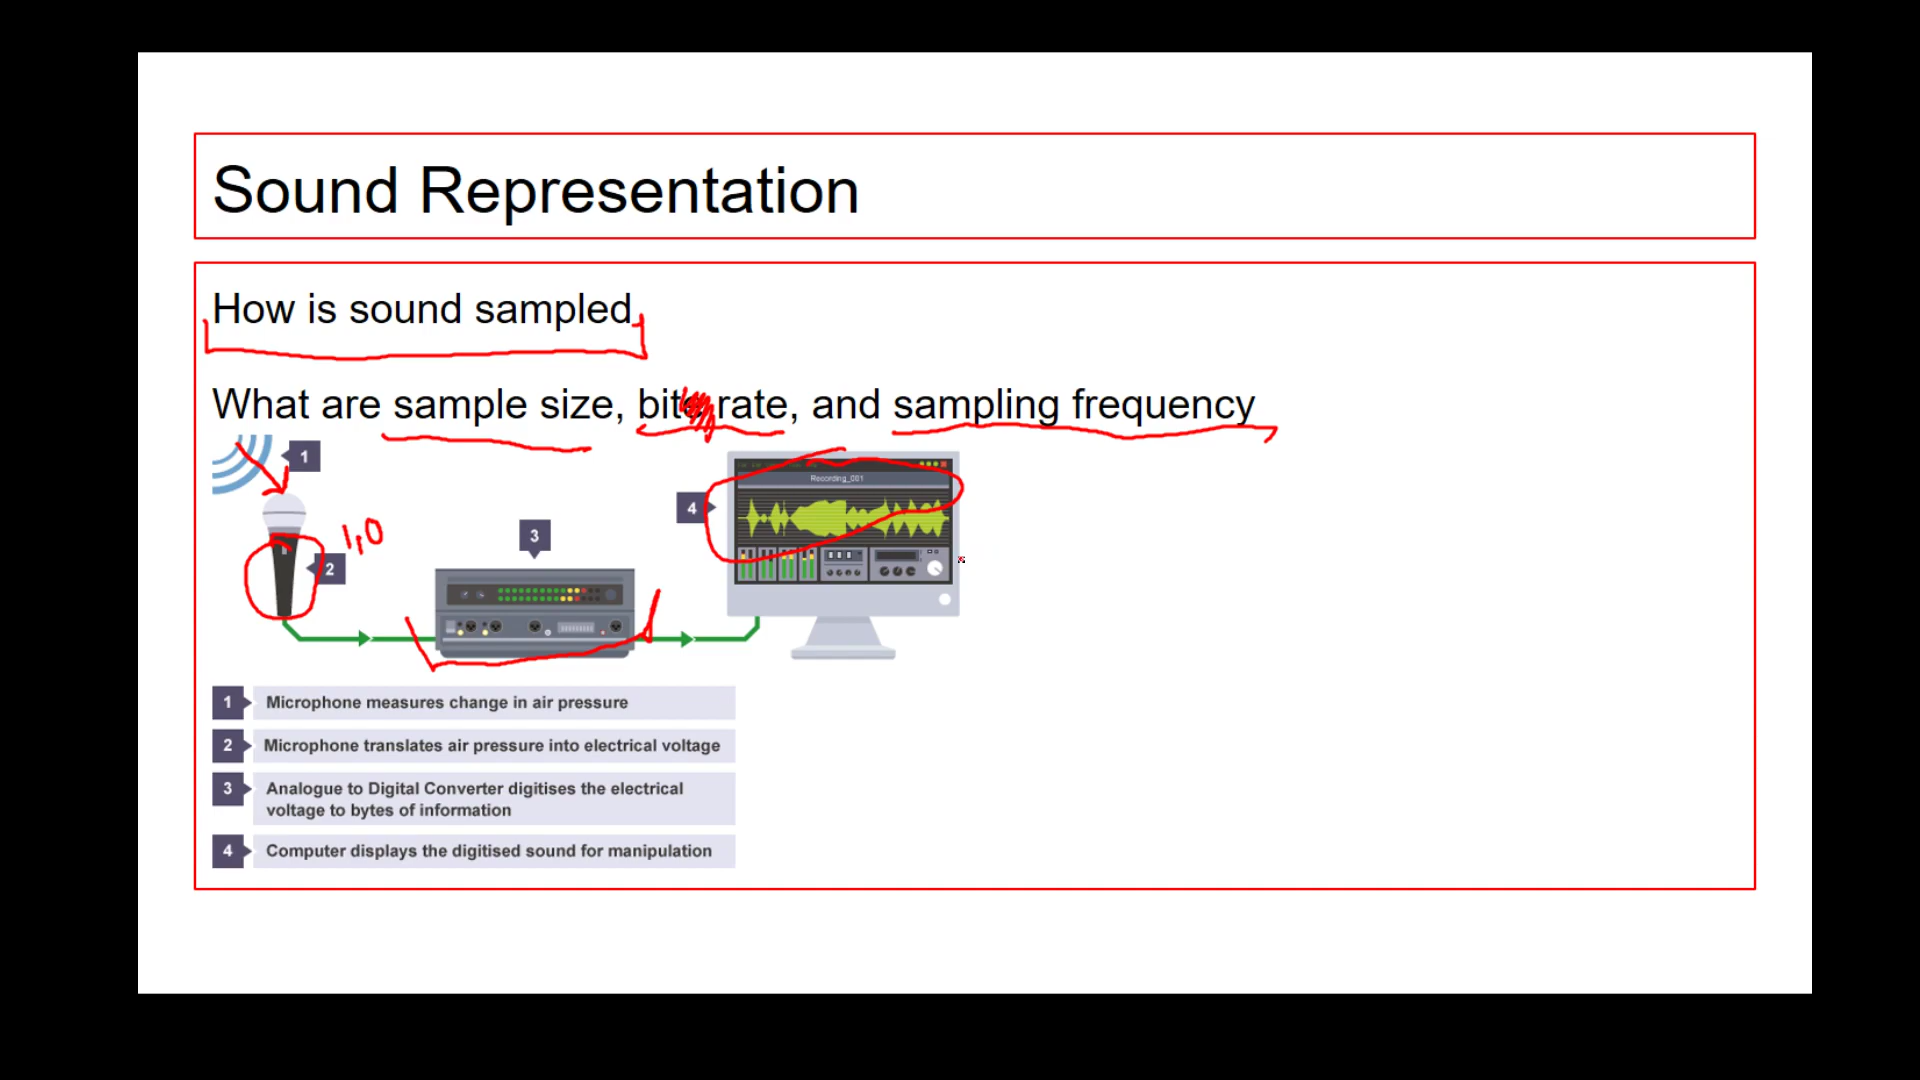 Sound Representation
How is sound sampled
What are sample size, bit rate, and sampling frequency
1
Recording_001
4
1,0
3
2
1 Microphone measures change in air pressure
2 Microphone translates air pressure into electrical voltage
3 Analogue to Digital Converter digitises the electrical
voltage to bytes of information
4 Computer displays the digitised sound for manipulation